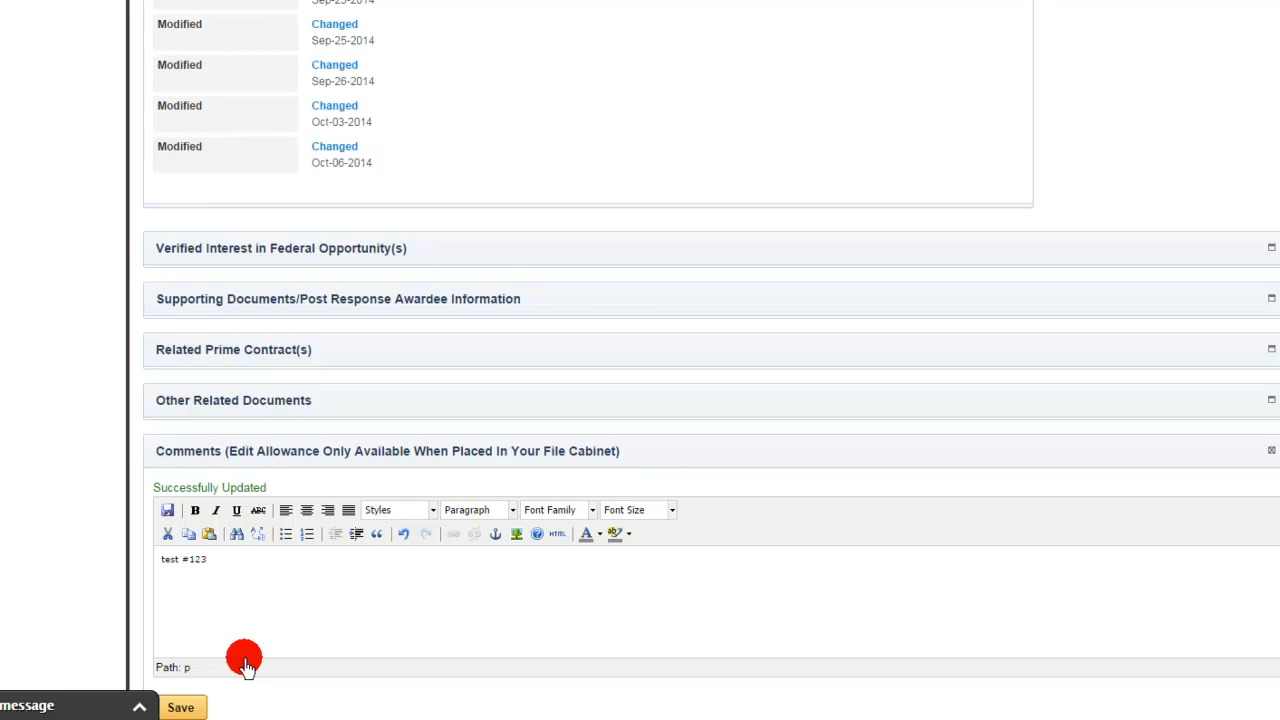 Sep-25-2014
Modified Changed
Sep-25-2014
Modified Changed
Sep-26-2014
Modified Changed
Oct-03-2014
Modified Changed
Oct-06-2014
Verified Interest in Federal Opportunity(s)
Supporting Documents/Post Response Awardee Information
Related Prime Contract(s)
Other Related Documents
Comments (Edit Allowance Only Available When Placed In Your File Cabinet)
Successfully Updated
B I U ABC Styles Paragraph Font Family Font Size
HTML A ab
test #123
Path: p
message Save